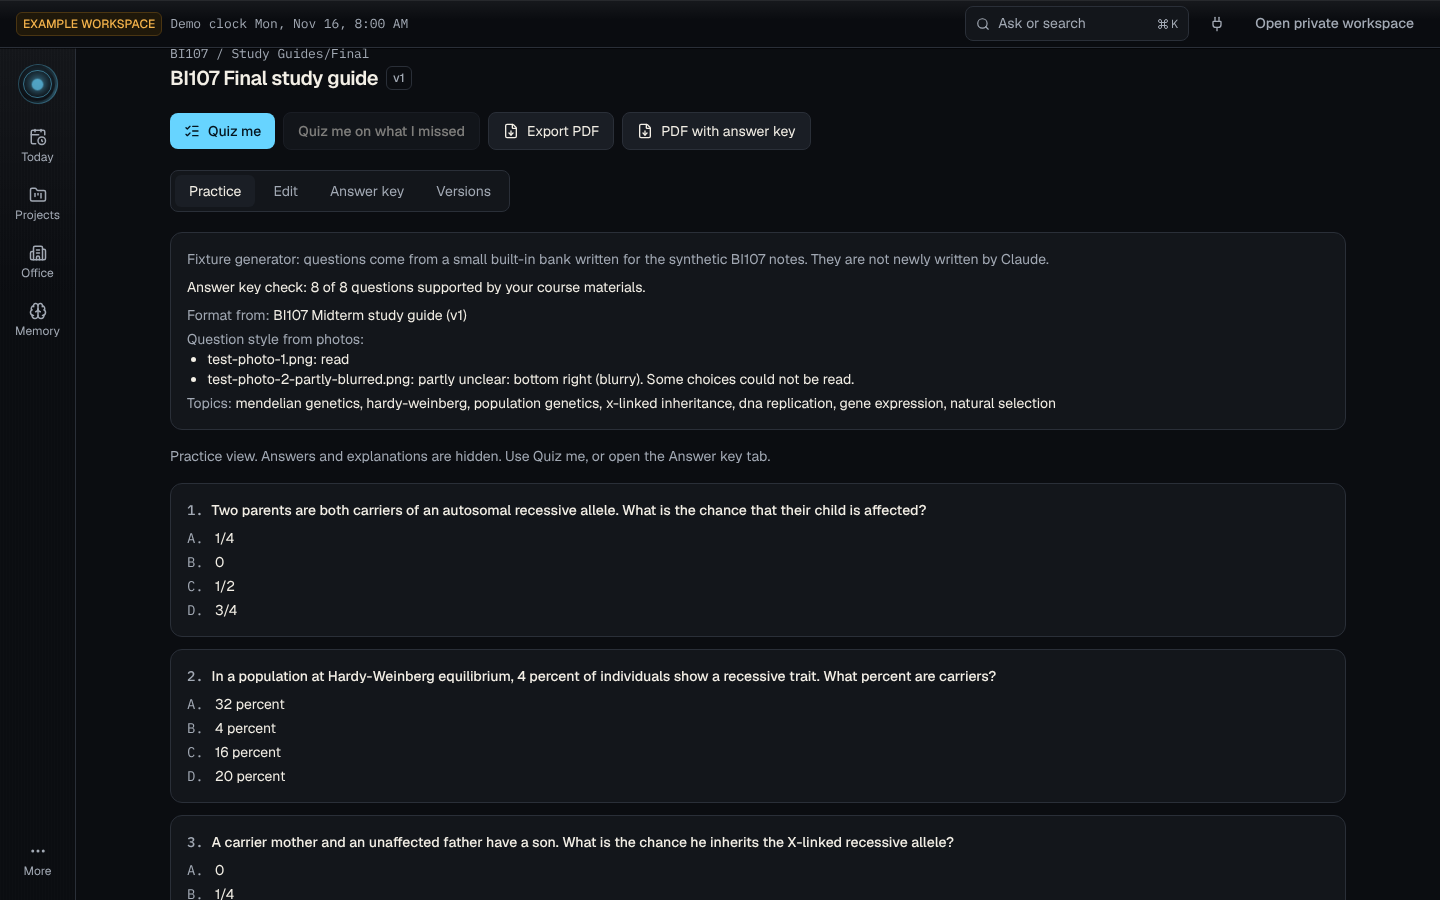 EXAMPLE WORKSPACE Demo clock Mon, Nov 16, 8:00 AM
Ask or search ⌘K
Open private workspace
Today
Projects
Office
Memory
More
BI107 / Study Guides/Final
BI107 Final study guide v1
Quiz me
Quiz me on what I missed
Export PDF
PDF with answer key
Practice Edit Answer key Versions
Fixture generator: questions come from a small built-in bank written for the synthetic BI107 notes. They are not newly written by Claude.
Answer key check: 8 of 8 questions supported by your course materials.
Format from: BI107 Midterm study guide (v1)
Question style from photos:
• test-photo-1.png: read
• test-photo-2-partly-blurred.png: partly unclear: bottom right (blurry). Some choices could not be read.
Topics: mendelian genetics, hardy-weinberg, population genetics, x-linked inheritance, dna replication, gene expression, natural selection
Practice view. Answers and explanations are hidden. Use Quiz me, or open the Answer key tab.
1. Two parents are both carriers of an autosomal recessive allele. What is the chance that their child is affected?
A. 1/4
B. 0
C. 1/2
D. 3/4
2. In a population at Hardy-Weinberg equilibrium, 4 percent of individuals show a recessive trait. What percent are carriers?
A. 32 percent
B. 4 percent
C. 16 percent
D. 20 percent
3. A carrier mother and an unaffected father have a son. What is the chance he inherits the X-linked recessive allele?
A. 0
B. 1/4